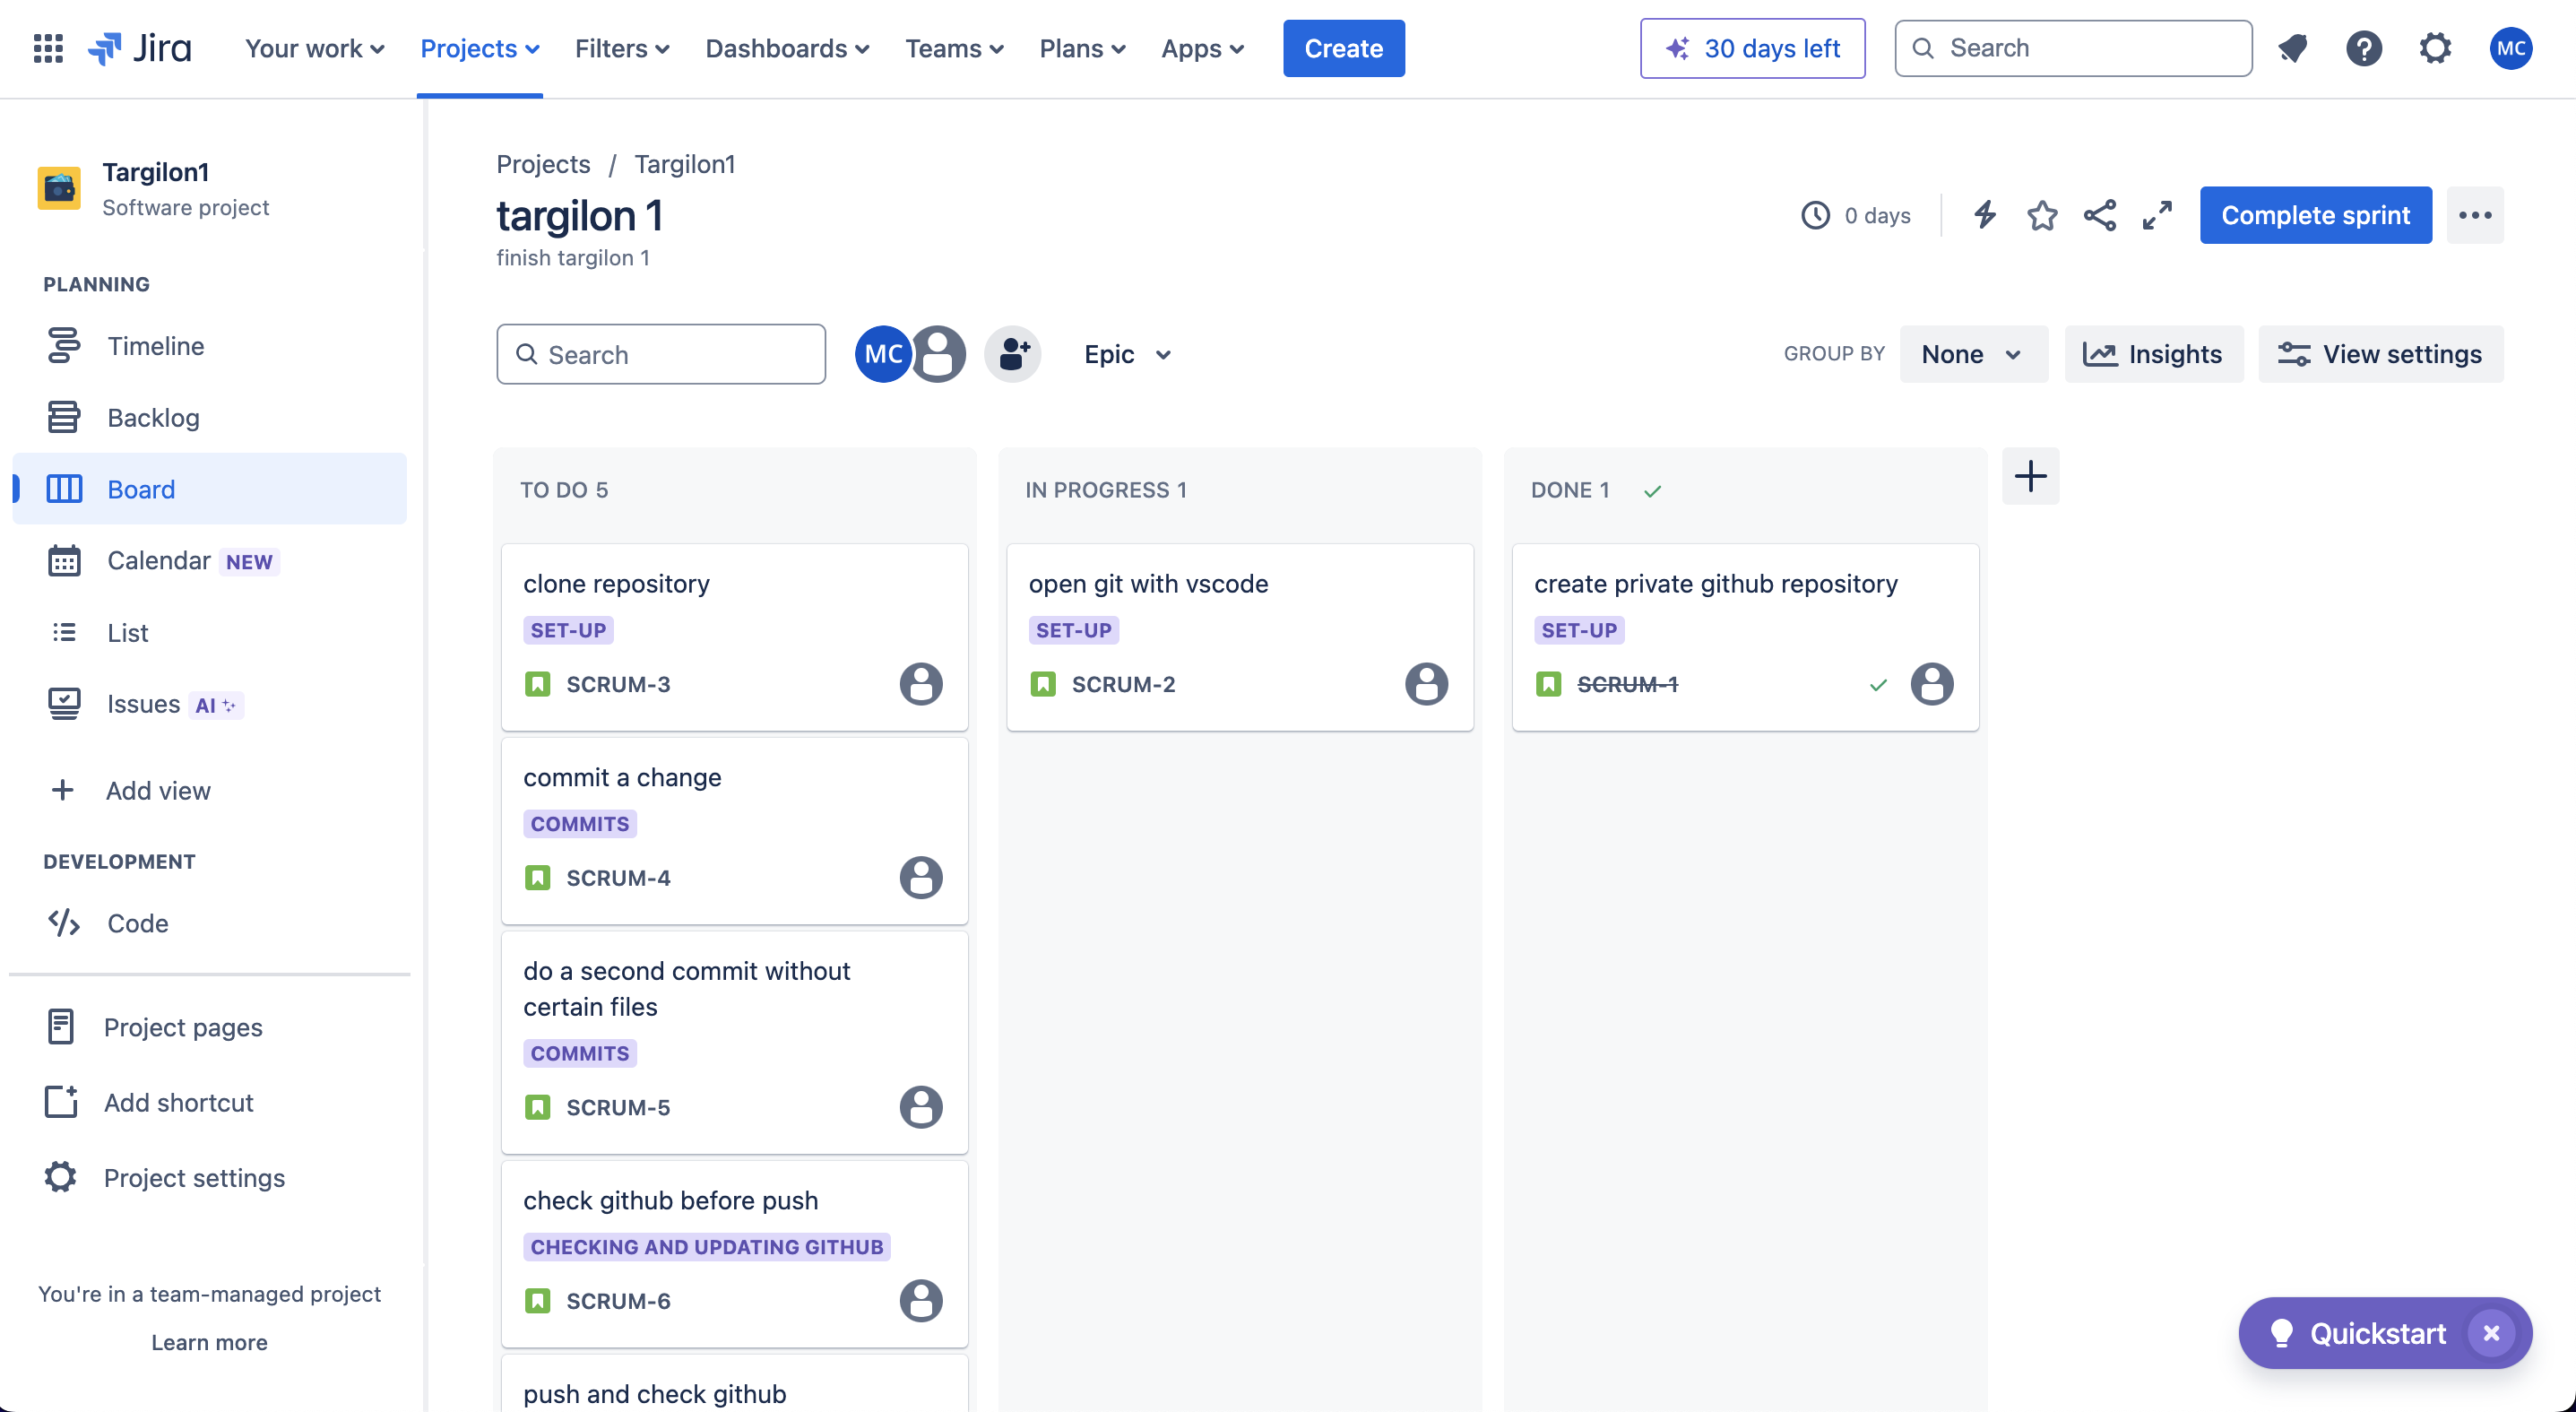 Jira
Your work
Projects
Filters
Dashboards
Teams
Plans
Apps
Create
30 days left
Search
MC
Targilon1
Software project
PLANNING
Timeline
Backlog
Board
Calendar NEW
List
Issues AI
Add view
DEVELOPMENT
Code
Project pages
Add shortcut
Project settings
You're in a team-managed project
Learn more
Projects / Targilon1
targilon 1
finish targilon 1
0 days
Complete sprint
Search
MC
Epic
GROUP BY
None
Insights
View settings
TO DO 5
clone repository
SET-UP
SCRUM-3
commit a change
COMMITS
SCRUM-4
do a second commit without
certain files
COMMITS
SCRUM-5
check github before push
CHECKING AND UPDATING GITHUB
SCRUM-6
push and check github
IN PROGRESS 1
open git with vscode
SET-UP
SCRUM-2
DONE 1
create private github repository
SET-UP
SCRUM-1
Quickstart